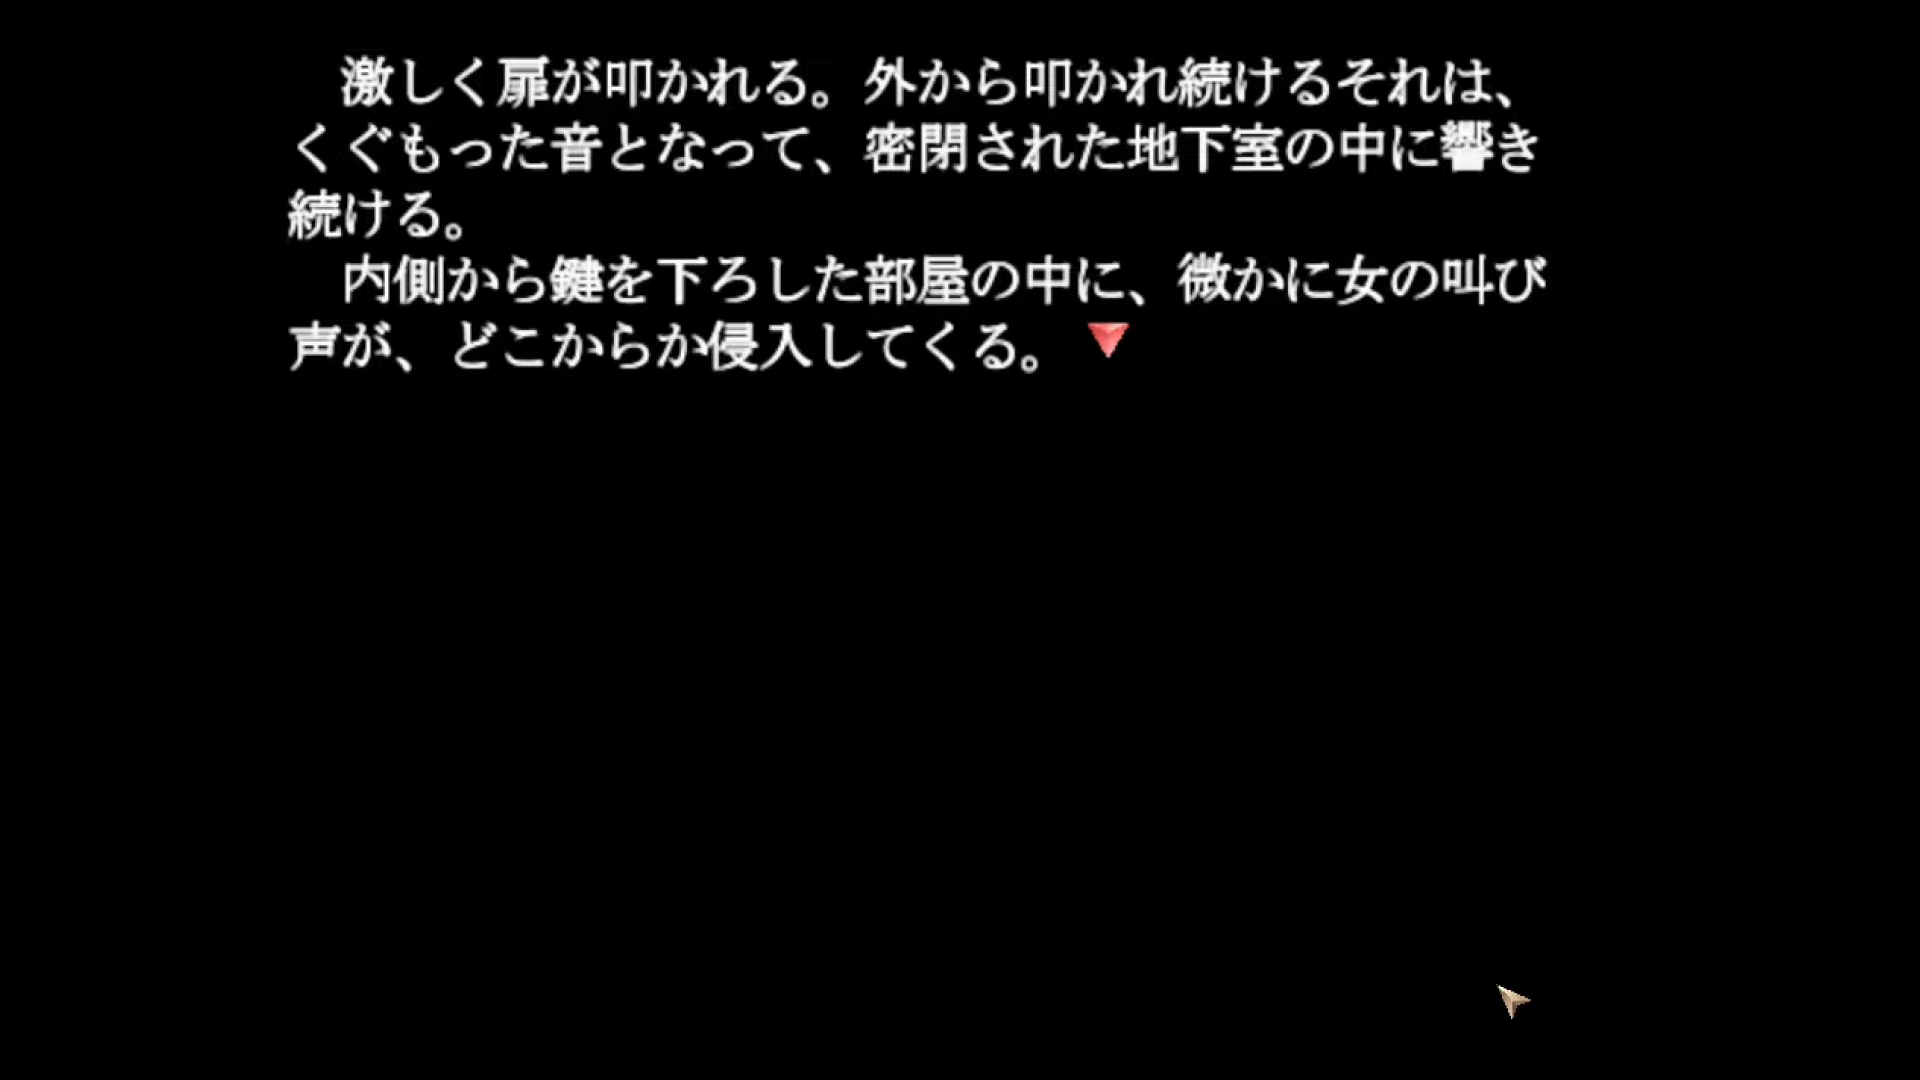 激しく扉が叩かれる。外から叩かれ続けるそれは、
くぐもった音となって、密閉された地下室の中に響き
続ける。
　内側から鍵を下ろした部屋の中に、微かに女の叫び
声が、どこからか侵入してくる。